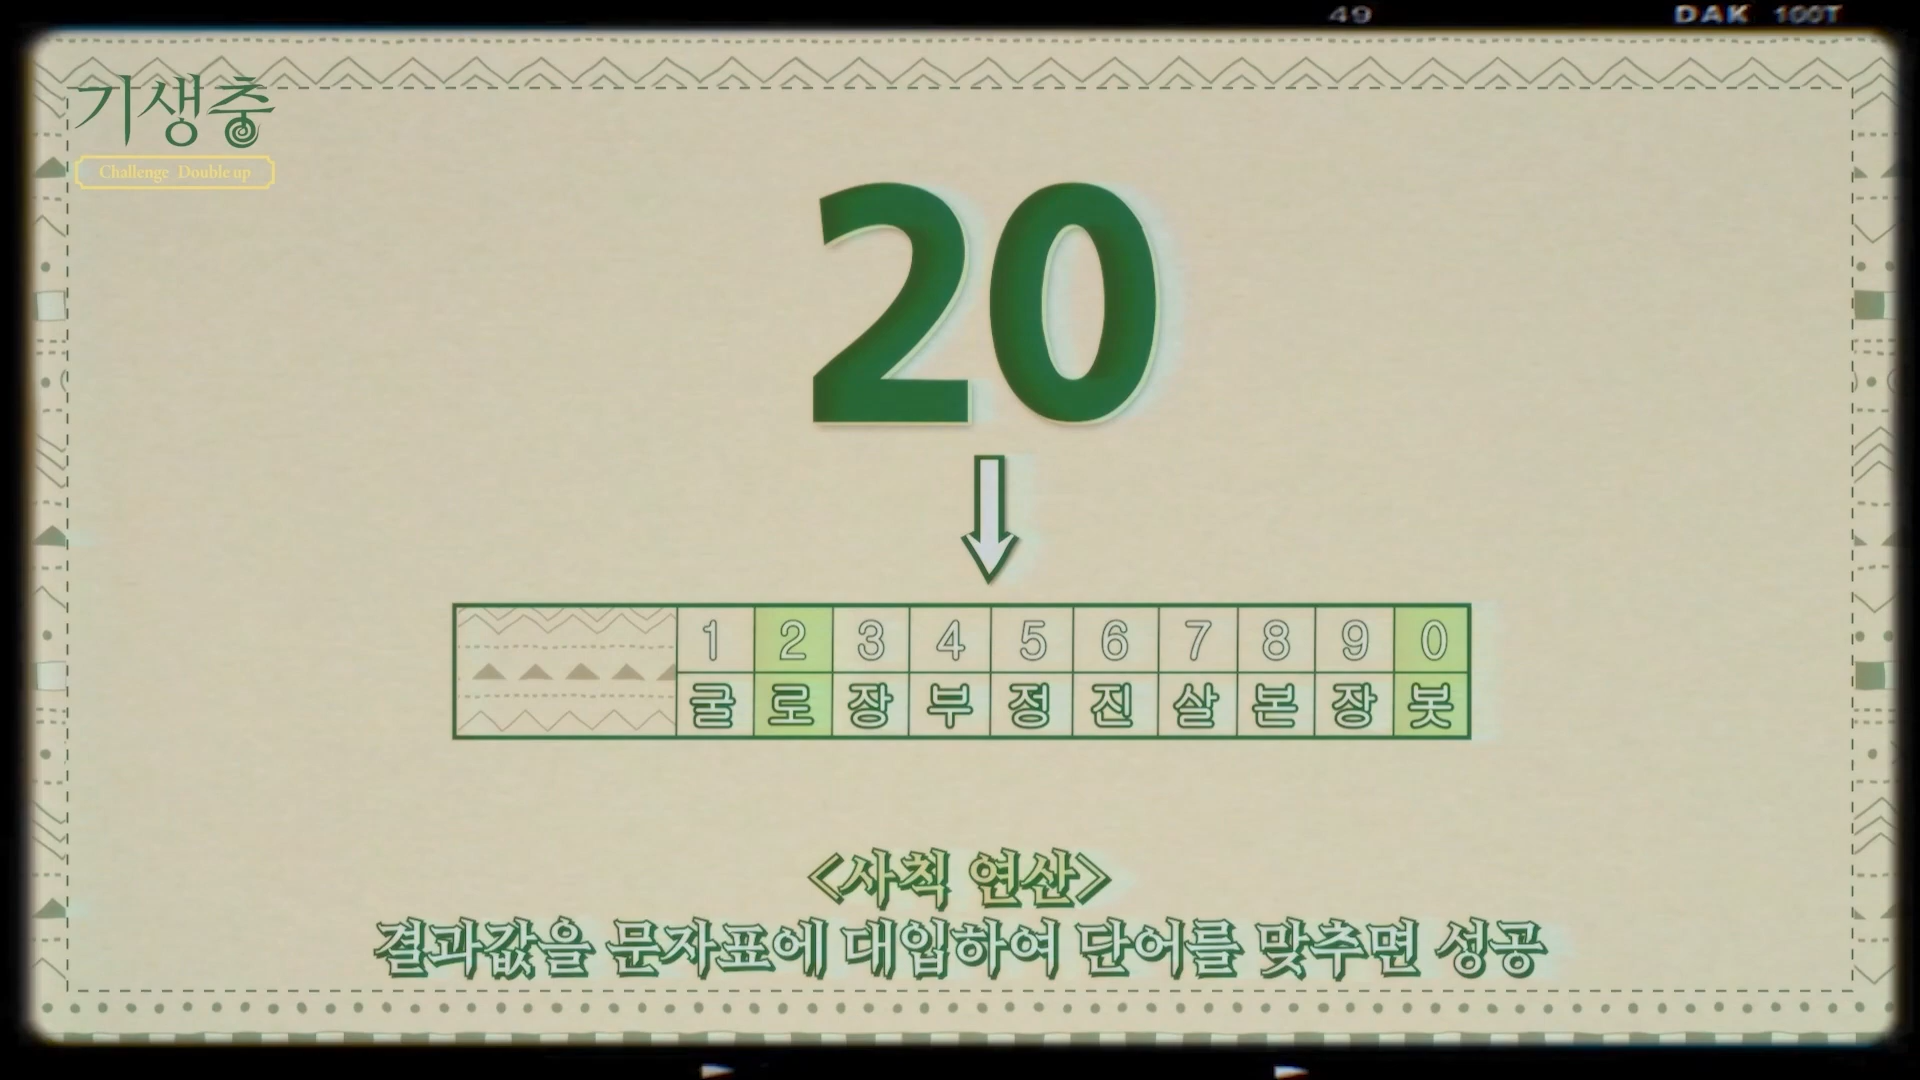 49 DAK 100T
기생충
Challenge Double up
20
1 2 3 4 5 6 7 8 9 0
굴 로 장 부 정 진 살 본 장 봇
<사칙 연산>
결과값을 문자표에 대입하여 단어를 맞추면 성공